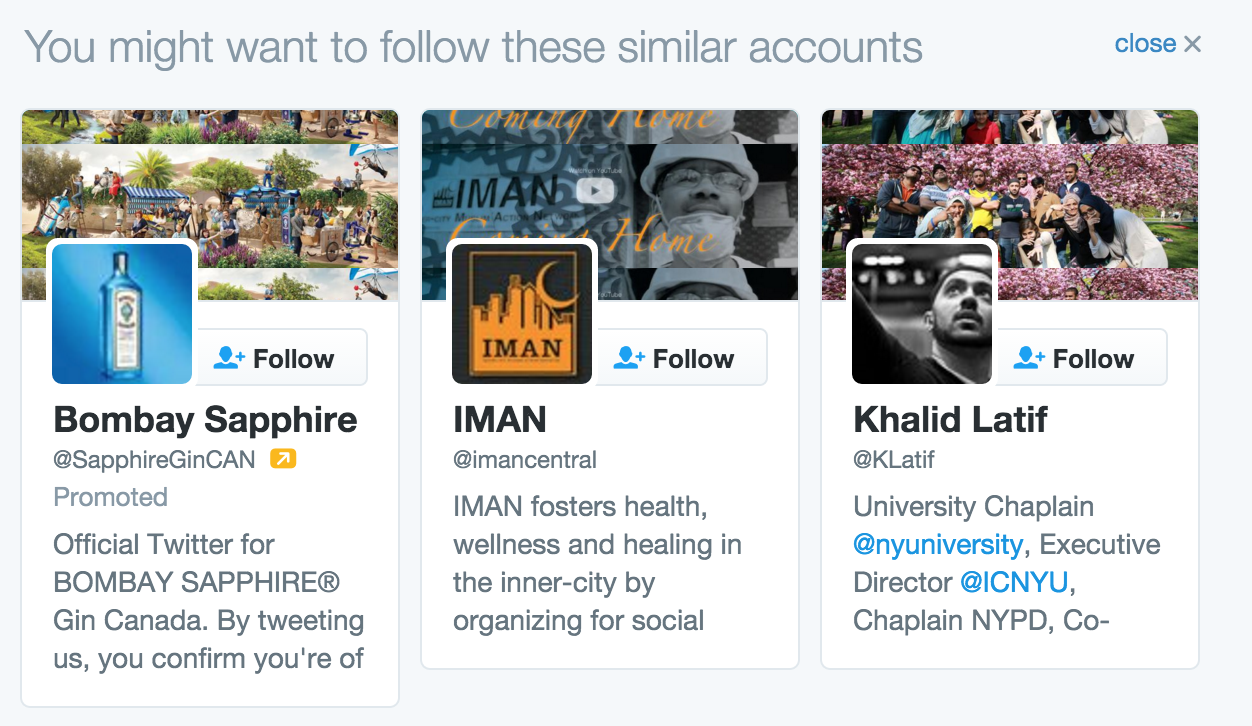 You might want to follow these similar accounts
close ×
Follow
Bombay Sapphire
@SapphireGinCAN
Promoted
Official Twitter for
BOMBAY SAPPHIRE®
Gin Canada. By tweeting
us, you confirm you're of
Coming Home
Watch on YouTube
IMAN
Coming Home
IMAN
Follow
IMAN
@imancentral
IMAN fosters health,
wellness and healing in
the inner-city by
organizing for social
Follow
Khalid Latif
@KLatif
University Chaplain
@nyuniversity, Executive
Director @ICNYU,
Chaplain NYPD, Co-